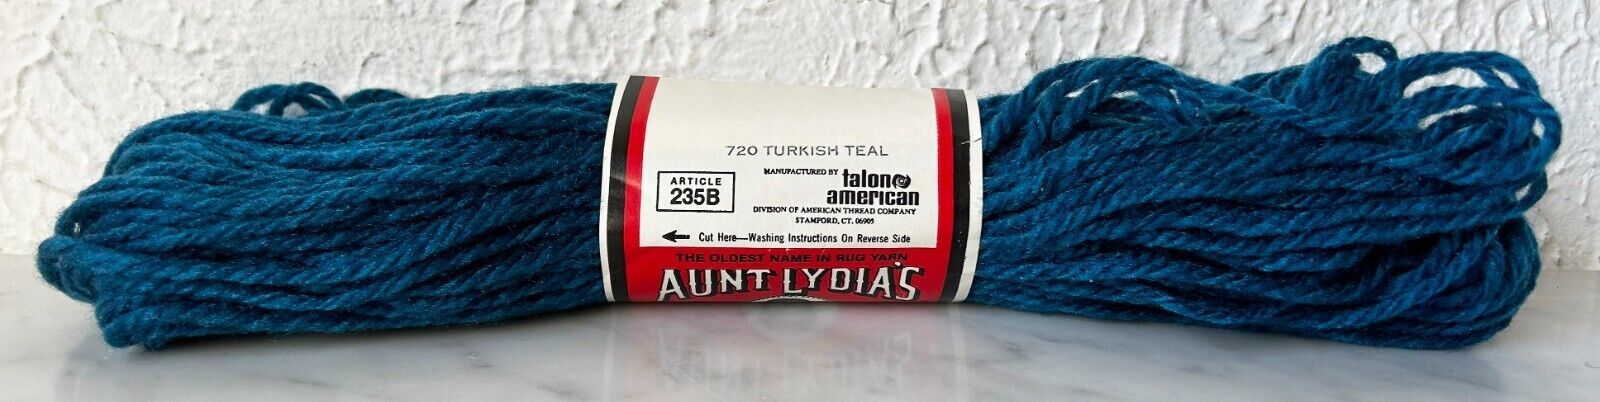 720 TURKISH TEAL
ARTICLE
235B
MANUFACTURED BY talon
american
DIVISION OF AMERICAN THREAD COMPANY
STAMFORD, CT. 06905
Cut Here—Washing Instructions On Reverse Side
THE OLDEST NAME IN RUG YARN
AUNT LYDIA'S